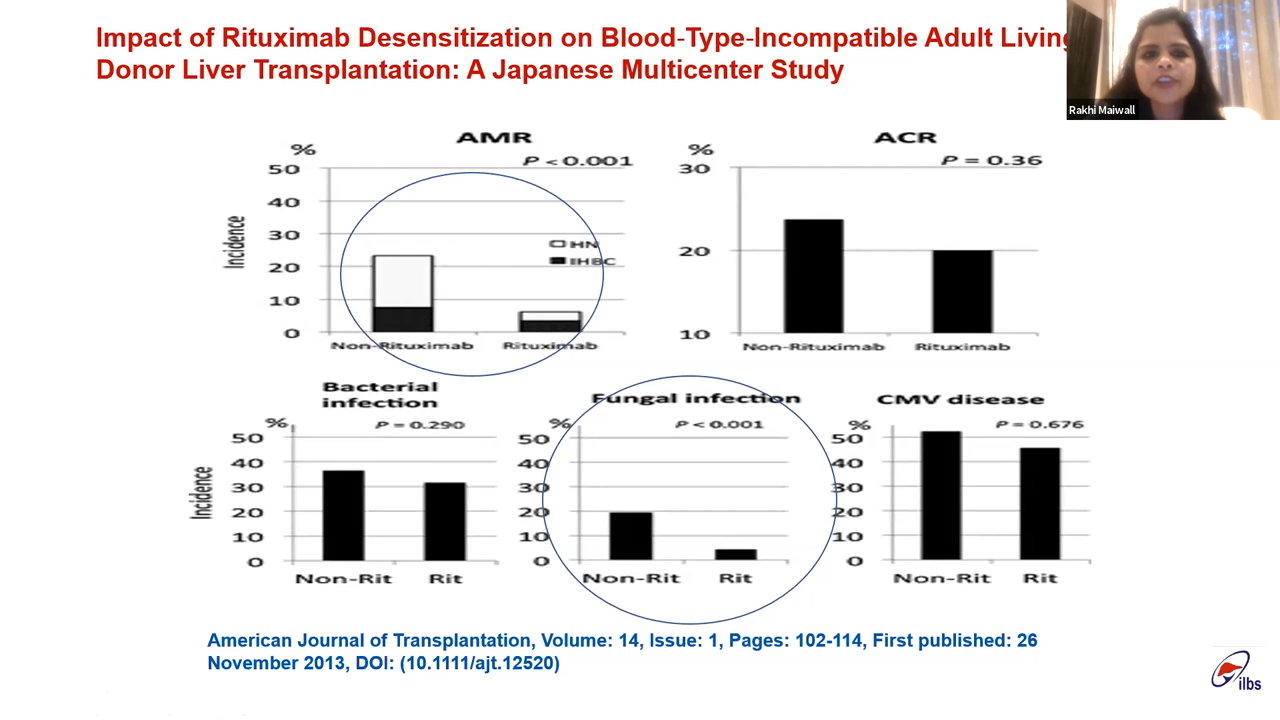 Impact of Rituximab Desensitization on Blood-Type-Incompatible Adult Living
Donor Liver Transplantation: A Japanese Multicenter Study
Rakhi Maiwall
AMR
%
P < 0.001
50
40
30
20
10
0
Incidence
HN
IHBC
Non-Rituximab
Rituximab
ACR
%
P = 0.36
30
20
10
Non-Rituximab
Rituximab
Bacterial
infection
%
P = 0.290
50
40
30
20
10
0
Incidence
Non-Rit
Rit
Fungal infection
%
P < 0.001
50
40
30
20
10
0
Non-Rit
Rit
CMV disease
%
P = 0.676
50
40
30
20
10
0
Non-Rit
Rit
American Journal of Transplantation, Volume: 14, Issue: 1, Pages: 102-114, First published: 26
November 2013, DOI: (10.1111/ajt.12520)
ilbs